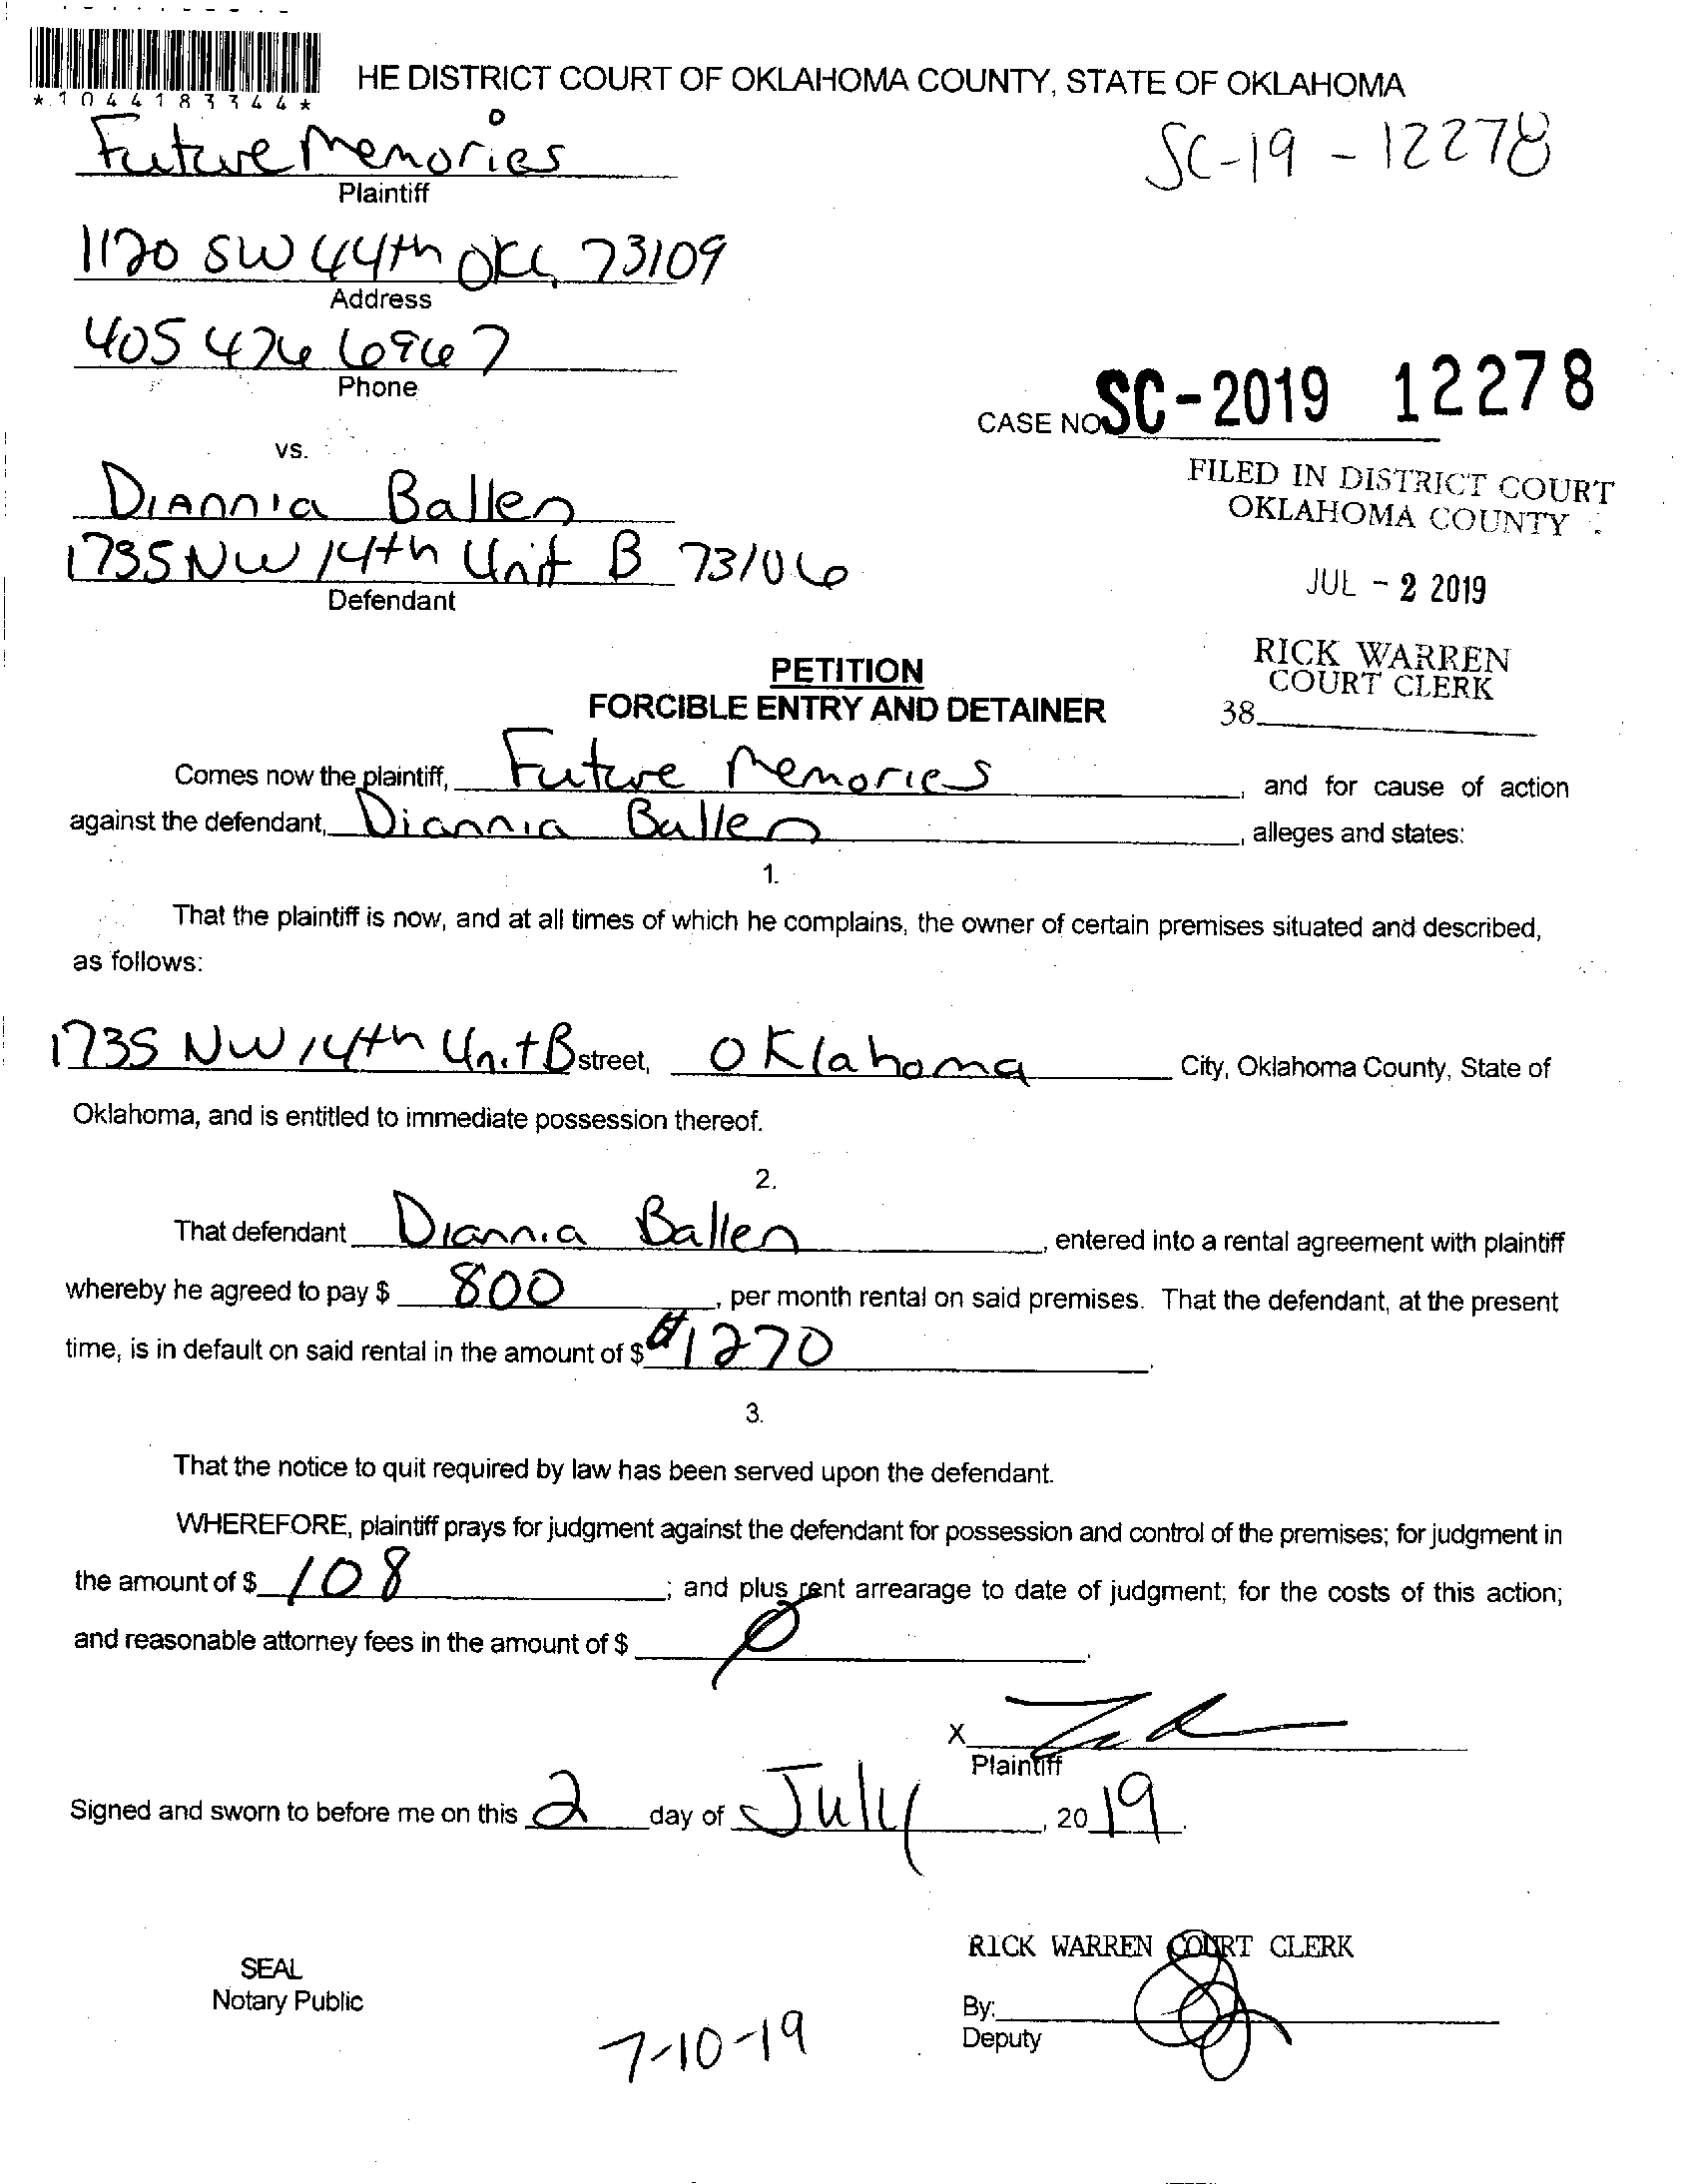 *1044183344*
HE DISTRICT COURT OF OKLAHOMA COUNTY, STATE OF OKLAHOMA
Future Memories
Plaintiff
SC-19-12278
1120 SW 44th OKC, 73109
Address
405 476 6967
Phone
CASE NO SC-2019 12278
vs.
FILED IN DISTRICT COURT
OKLAHOMA COUNTY
Diannia Ballen
1735 NW 14th Unit B 73106
Defendant
JUL - 2 2019
RICK WARREN
COURT CLERK
38
PETITION
FORCIBLE ENTRY AND DETAINER
Comes now the plaintiff, Future Memories, and for cause of action
against the defendant, Diannia Ballen, alleges and states:
1.
That the plaintiff is now, and at all times of which he complains, the owner of certain premises situated and described,
as follows:
1735 NW 14th Unit B street, Oklahoma City, Oklahoma County, State of
Oklahoma, and is entitled to immediate possession thereof.
2.
That defendant Diannia Ballen, entered into a rental agreement with plaintiff
whereby he agreed to pay $ 800, per month rental on said premises. That the defendant, at the present
time, is in default on said rental in the amount of $ $1270.
3.
That the notice to quit required by law has been served upon the defendant.
WHEREFORE, plaintiff prays for judgment against the defendant for possession and control of the premises; for judgment in
the amount of $ 108; and plus rent arrearage to date of judgment; for the costs of this action;
and reasonable attorney fees in the amount of $ 0.
X
Plaintiff
Signed and sworn to before me on this 2 day of July, 2019.
RICK WARREN COURT CLERK
SEAL
Notary Public
By:
Deputy
7-10-19